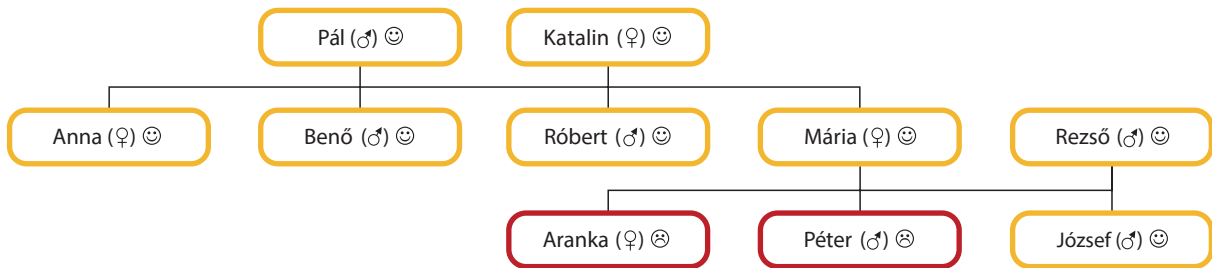 Pál (♂) ☺
Katalin (♀) ☺
Anna (♀) ☺
Benő (♂) ☺
Róbert (♂) ☺
Mária (♀) ☺
Rezső (♂) ☺
Aranka (♀) ☹
Péter (♂) ☹
József (♂) ☺